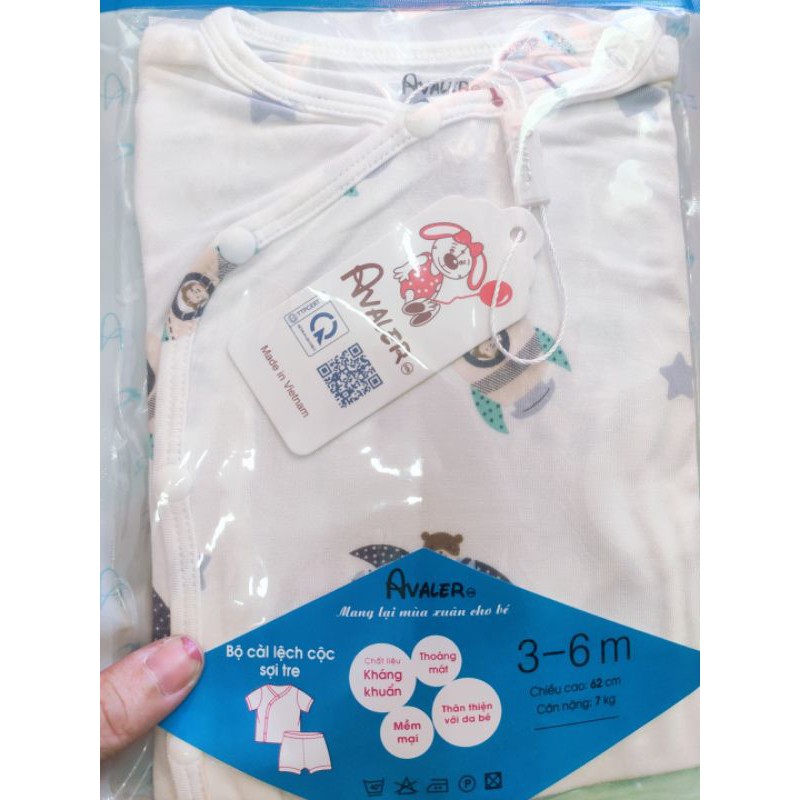 AVALER
AVALER
TTPCERT
Made in Vietnam
AVALER
Mang lại mùa xuân cho bé
Bộ cài lệch cộc
sợi tre
Chất liệu
Kháng
khuẩn
Thoáng
mát
Mềm
mại
Thân thiện
với da bé
3-6 m
Chiều cao: 62 cm
Cân nặng: 7 kg